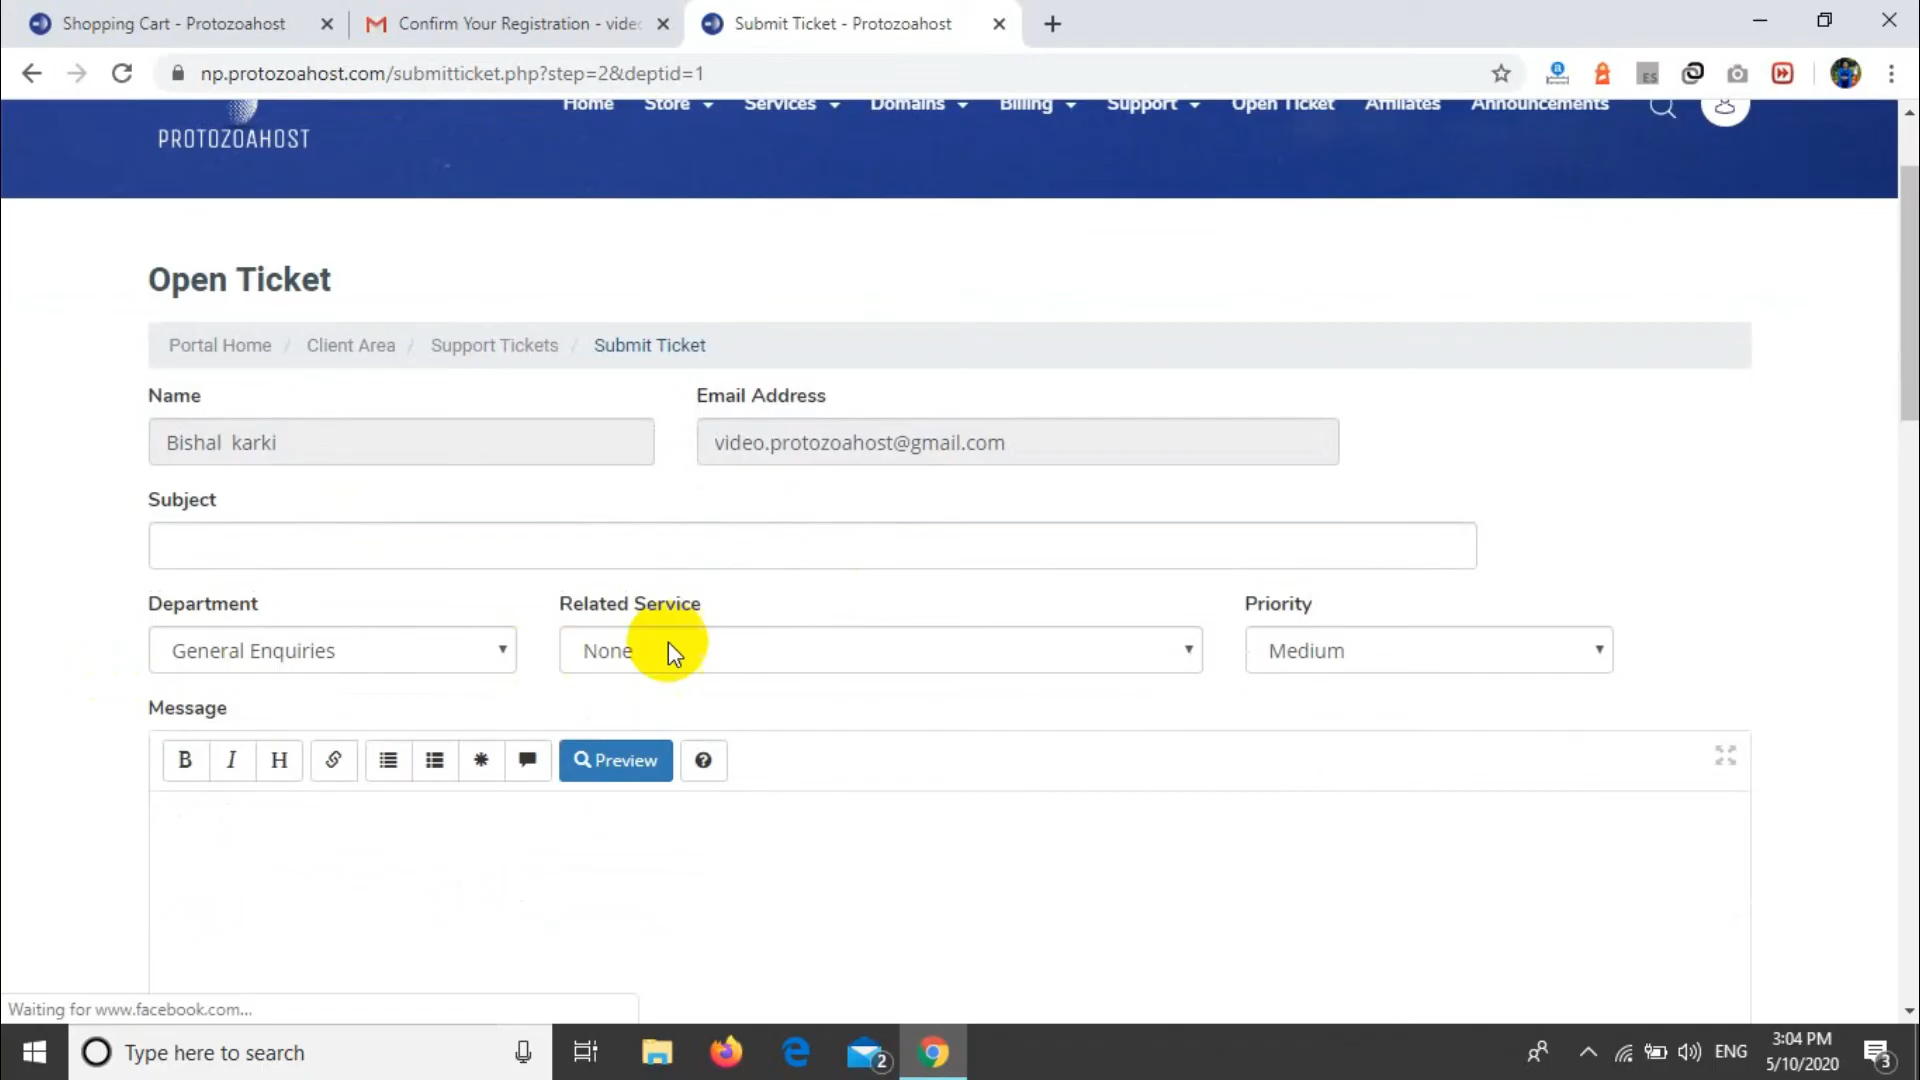 Shopping Cart - Protozoahost
Confirm Your Registration - vide
Submit Ticket - Protozoahost
np.protozoahost.com/submitticket.php?step=2&deptid=1
ES
PROTOZOAHOST
Home Store Services Domains Billing Support Open Ticket Affiliates Announcements
Open Ticket
Portal Home / Client Area / Support Tickets / Submit Ticket
Name
Email Address
Bishal karki
video.protozoahost@gmail.com
Subject
Department
Related Service
Priority
General Enquiries
None
Medium
Message
B I H
Preview
Waiting for www.facebook.com...
Type here to search
2
ENG
3:04 PM
5/10/2020
3